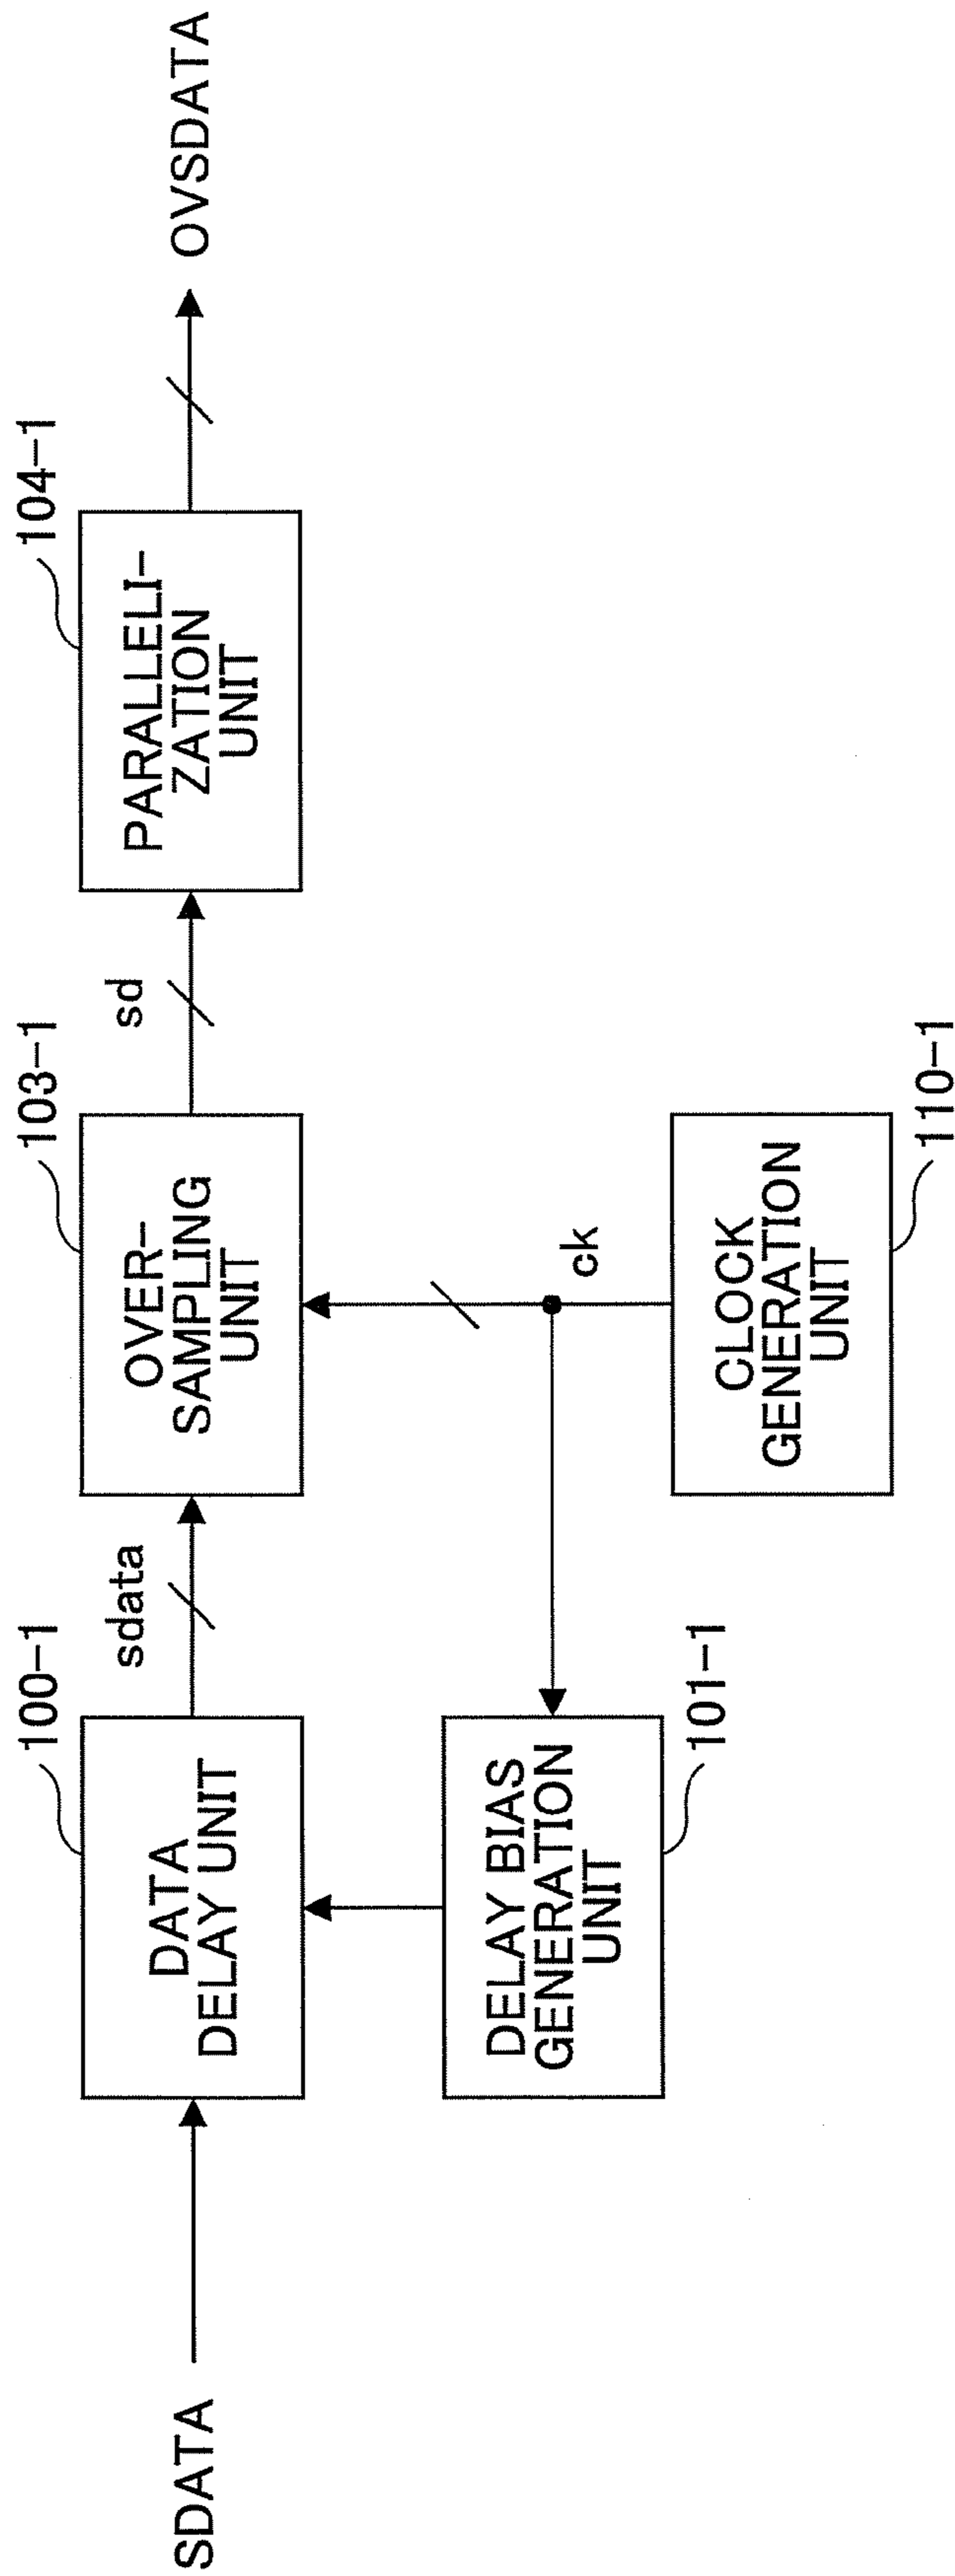 100-1
103-1
104-1
SDATA
DATA
DELAY UNIT
sdata
OVER-
SAMPLING
UNIT
sd
PARALLELI-
ZATION
UNIT
OVSDATA
DELAY BIAS
GENERATION
UNIT
101-1
ck
CLOCK
GENERATION
UNIT
110-1